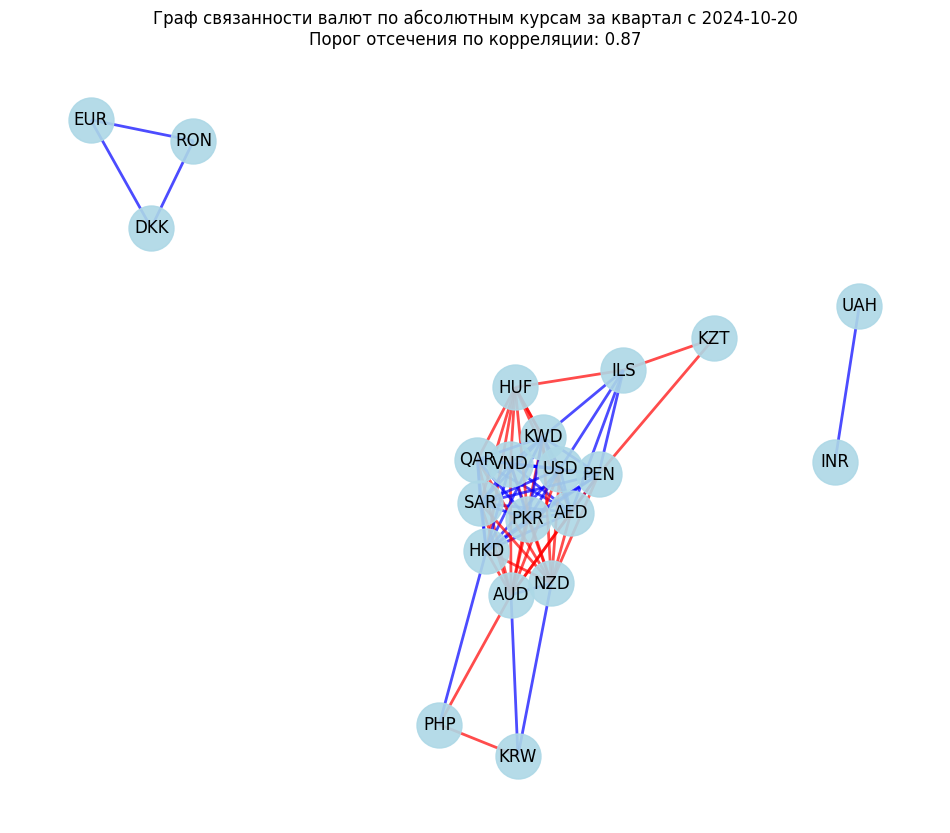 Граф связанности валют по абсолютным курсам за квартал с 2024-10-20
Порог отсечения по корреляции: 0.87
EUR
RON
DKK
UAH
KZT
ILS
HUF
KWD
QAR
VND
USD
PEN
INR
SAR
PKR
AED
HKD
AUD
NZD
PHP
KRW